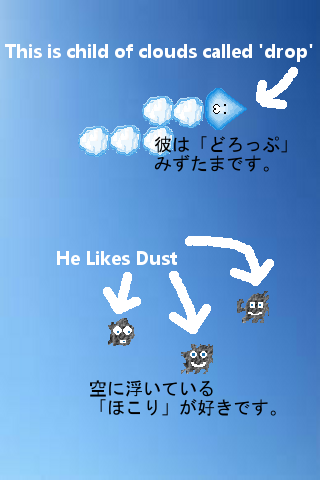 This is child of clouds called 'drop'
ε:
彼は「どろっぷ」
みずたまです。
He Likes Dust
空に浮いている
「ほこり」が好きです。